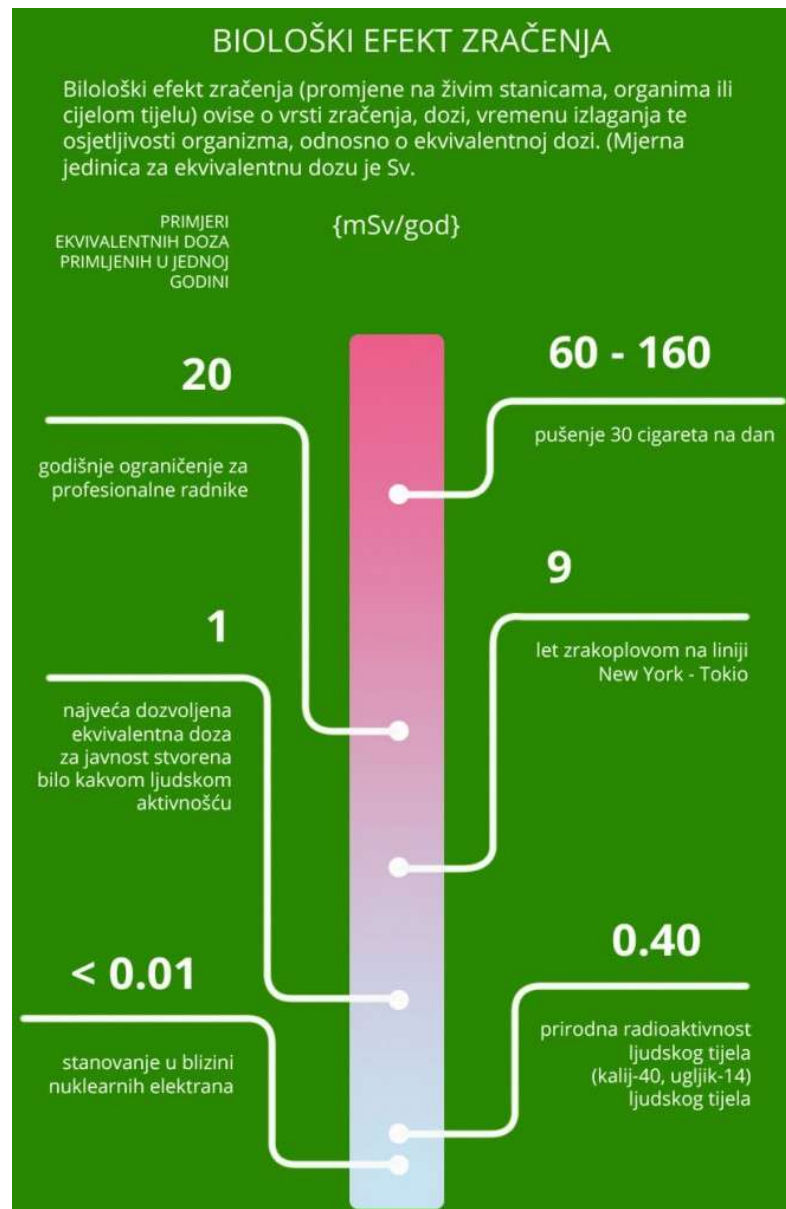 BIOLOŠKI EFEKT ZRAČENJA
Bilološki efekt zračenja (promjene na živim stanicama, organima ili
cijelom tijelu) ovise o vrsti zračenja, dozi, vremenu izlaganja te
osjetljivosti organizma, odnosno o ekvivalentnoj dozi. (Mjerna
jedinica za ekvivalentnu dozu je Sv.
PRIMJERI
EKVIVALENTNIH DOZA
PRIMLJENIH U JEDNOJ
GODINI
{mSv/god}
60 - 160
pušenje 30 cigareta na dan
20
godišnje ograničenje za
profesionalne radnike
9
let zrakoplovom na liniji
New York - Tokio
1
najveća dozvoljena
ekvivalentna doza
za javnost stvorena
bilo kakvom ljudskom
aktivnošću
0.40
prirodna radioaktivnost
ljudskog tijela
(kalij-40, ugljik-14)
ljudskog tijela
< 0.01
stanovanje u blizini
nuklearnih elektrana